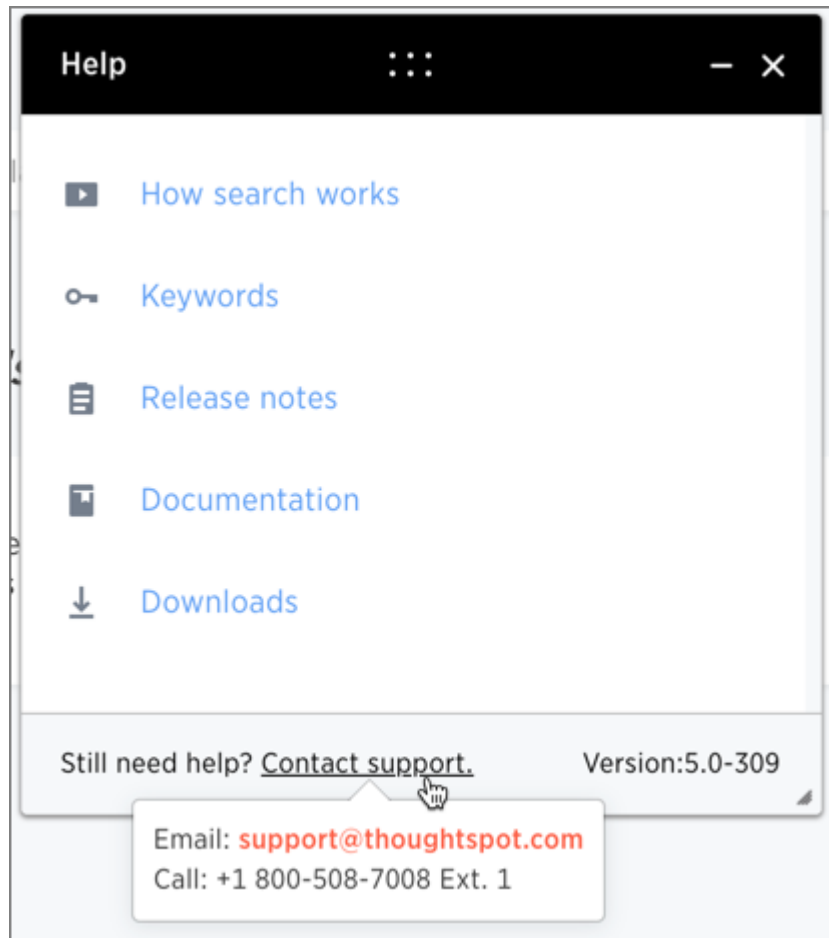 Help
How search works
Keywords
Release notes
Documentation
Downloads
Still need help? Contact support. Version:5.0-309
Email: support@thoughtspot.com
Call: +1 800-508-7008 Ext. 1